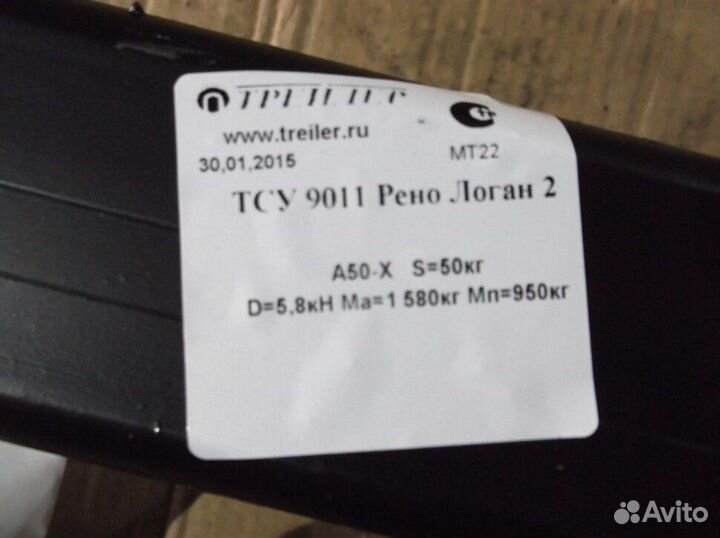 ТРЕЙЛЕР
www.treiler.ru
30,01,2015
МТ22
ТСУ 9011 Рено Логан 2
А50-Х S=50кг
D=5,8кН Ма=1 580кг Мп=950кг
Avito